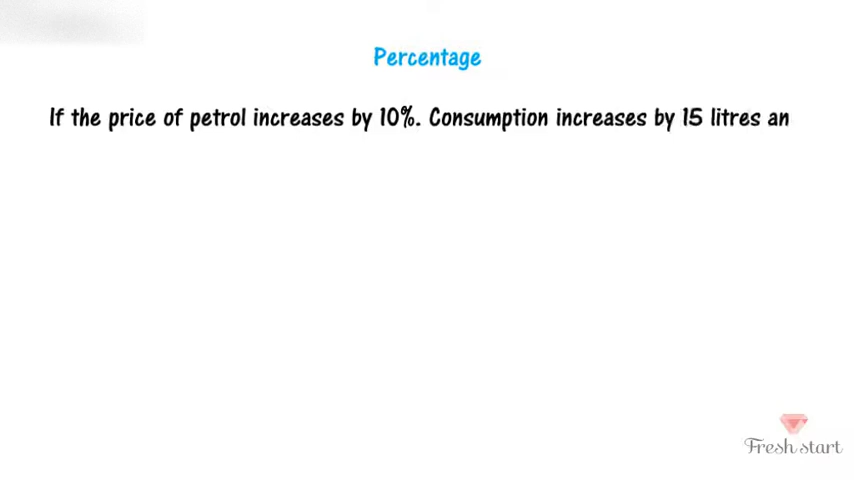 Percentage
If the price of petrol increases by 10%. Consumption increases by 15 litres an
Fresh start